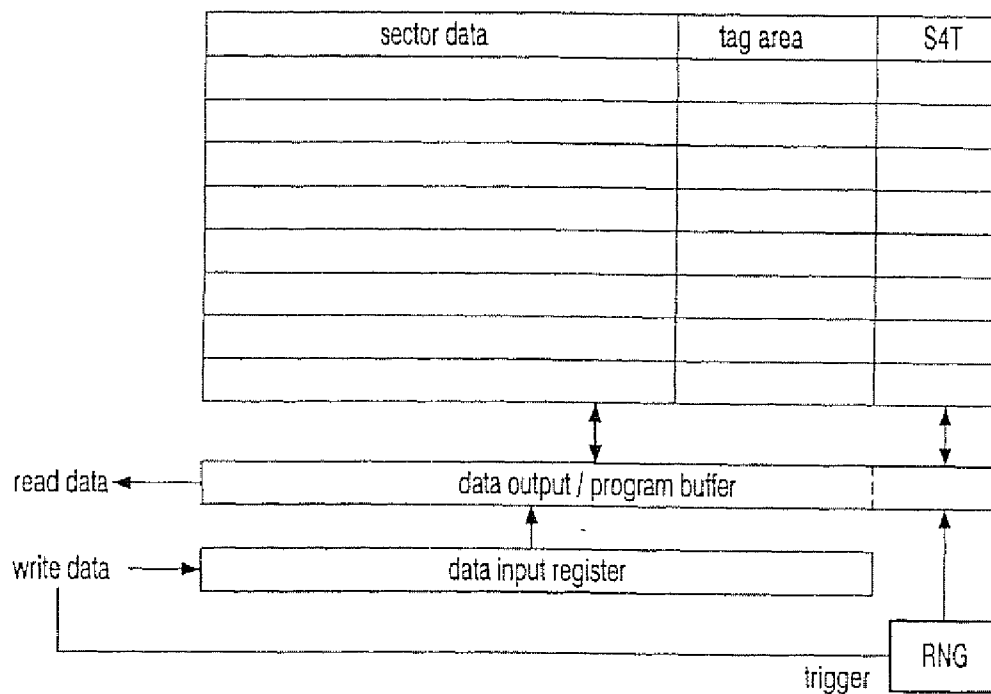 sector data tag area S4T
read data data output / program buffer
write data data input register
RNG
trigger